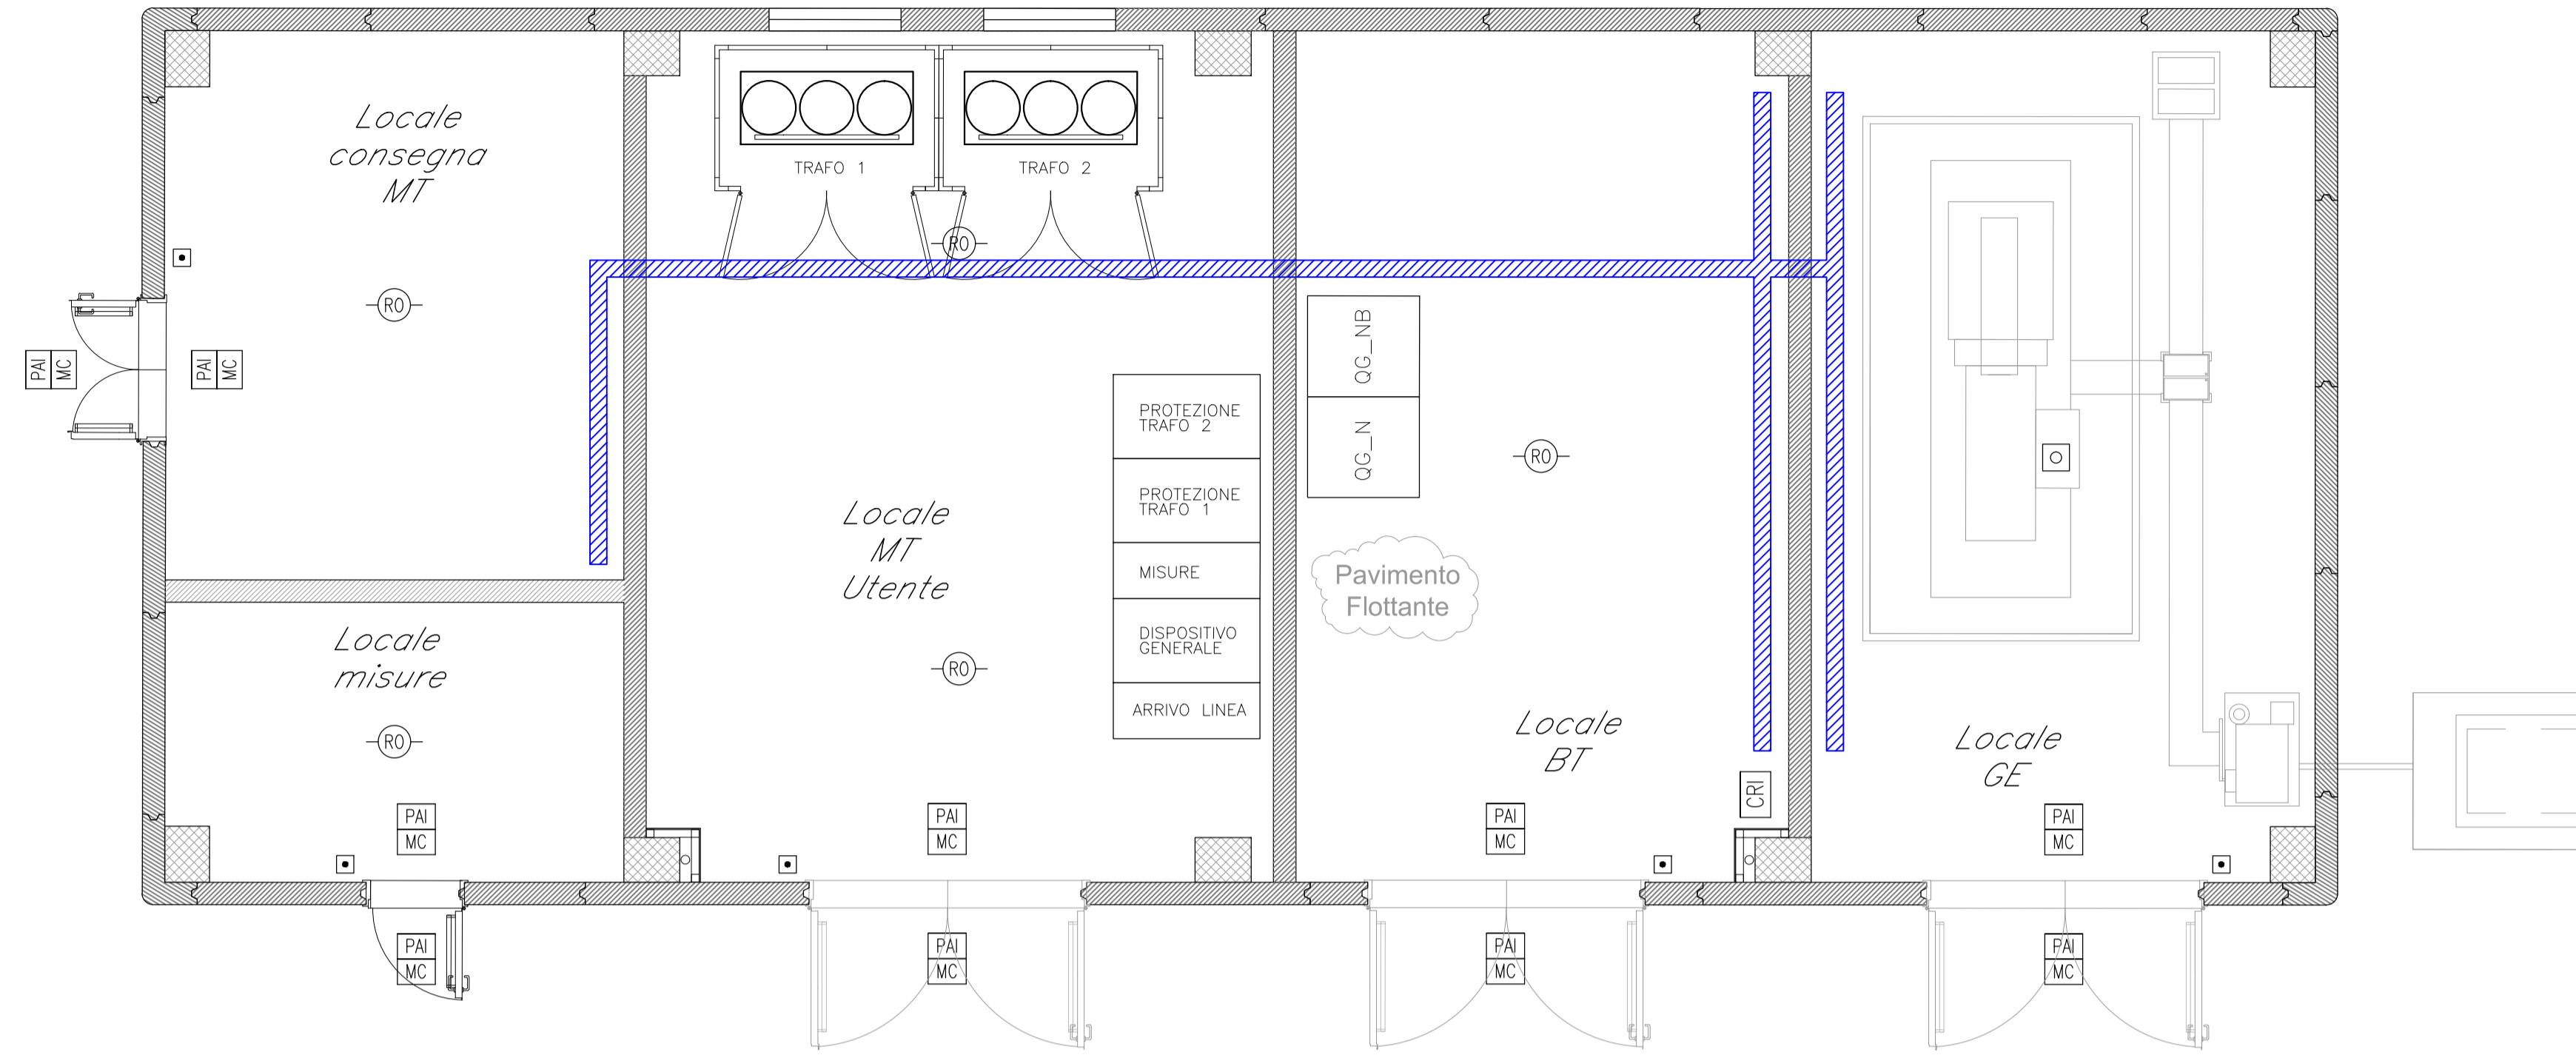 Locale
consegna
MT
TRAFO 1
TRAFO 2
RO
RO
PAI
MC
PAI
MC
QG_NB
QG_N
PROTEZIONE
TRAFO 2
PROTEZIONE
TRAFO 1
MISURE
DISPOSITIVO
GENERALE
ARRIVO LINEA
RO
Locale
MT
Utente
Pavimento
Flottante
Locale
misure
RO
RO
Locale
BT
Locale
GE
CRI
PAI
MC
PAI
MC
PAI
MC
PAI
MC
PAI
MC
PAI
MC
PAI
MC
PAI
MC